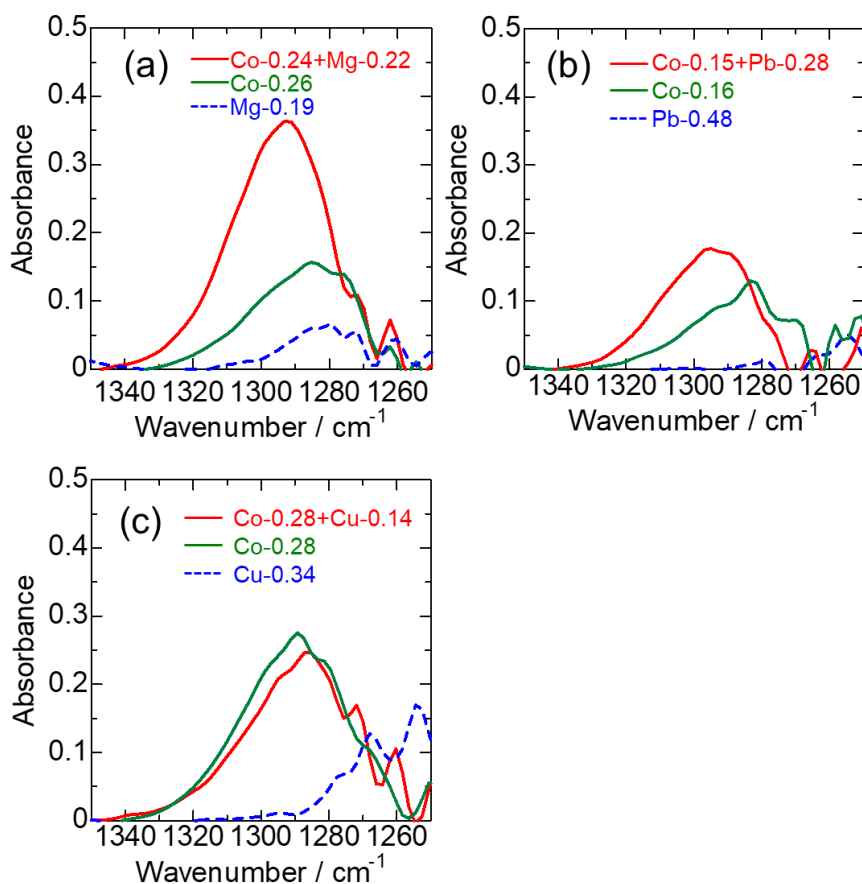 0.5
0.4
0.3
0.2
0.1
0
Absorbance
(a)
Co-0.24+Mg-0.22
Co-0.26
Mg-0.19
1340 1320 1300 1280 1260
Wavenumber / cm-1
0.5
0.4
0.3
0.2
0.1
0
Absorbance
(b)
Co-0.15+Pb-0.28
Co-0.16
Pb-0.48
1340 1320 1300 1280 1260
Wavenumber / cm-1
0.5
0.4
0.3
0.2
0.1
0
Absorbance
(c)
Co-0.28+Cu-0.14
Co-0.28
Cu-0.34
1340 1320 1300 1280 1260
Wavenumber / cm-1